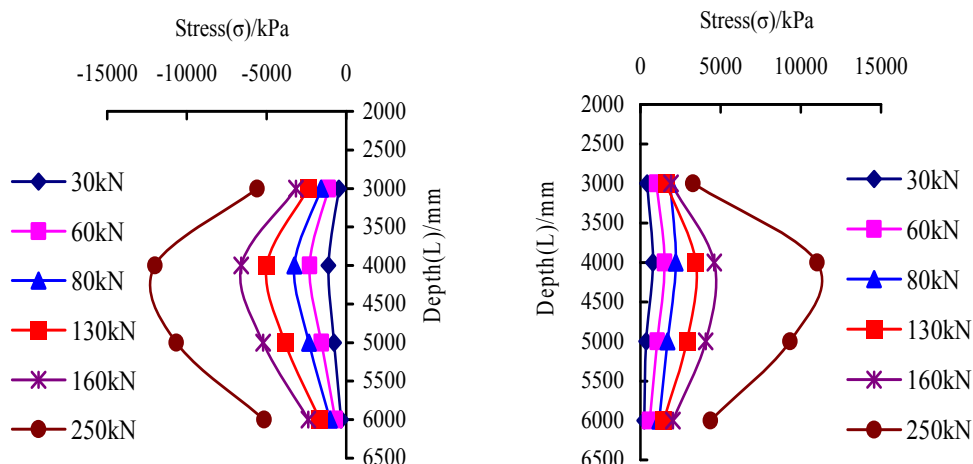 Stress(σ)/kPa
-15000 -10000 -5000 0
2000
2500
3000
3500
4000
4500
5000
5500
6000
6500
Depth(L)/mm
30kN
60kN
80kN
130kN
160kN
250kN
Stress(σ)/kPa
0 5000 10000 15000
2000
2500
3000
3500
4000
4500
5000
5500
6000
6500
Depth(L)/mm
30kN
60kN
80kN
130kN
160kN
250kN